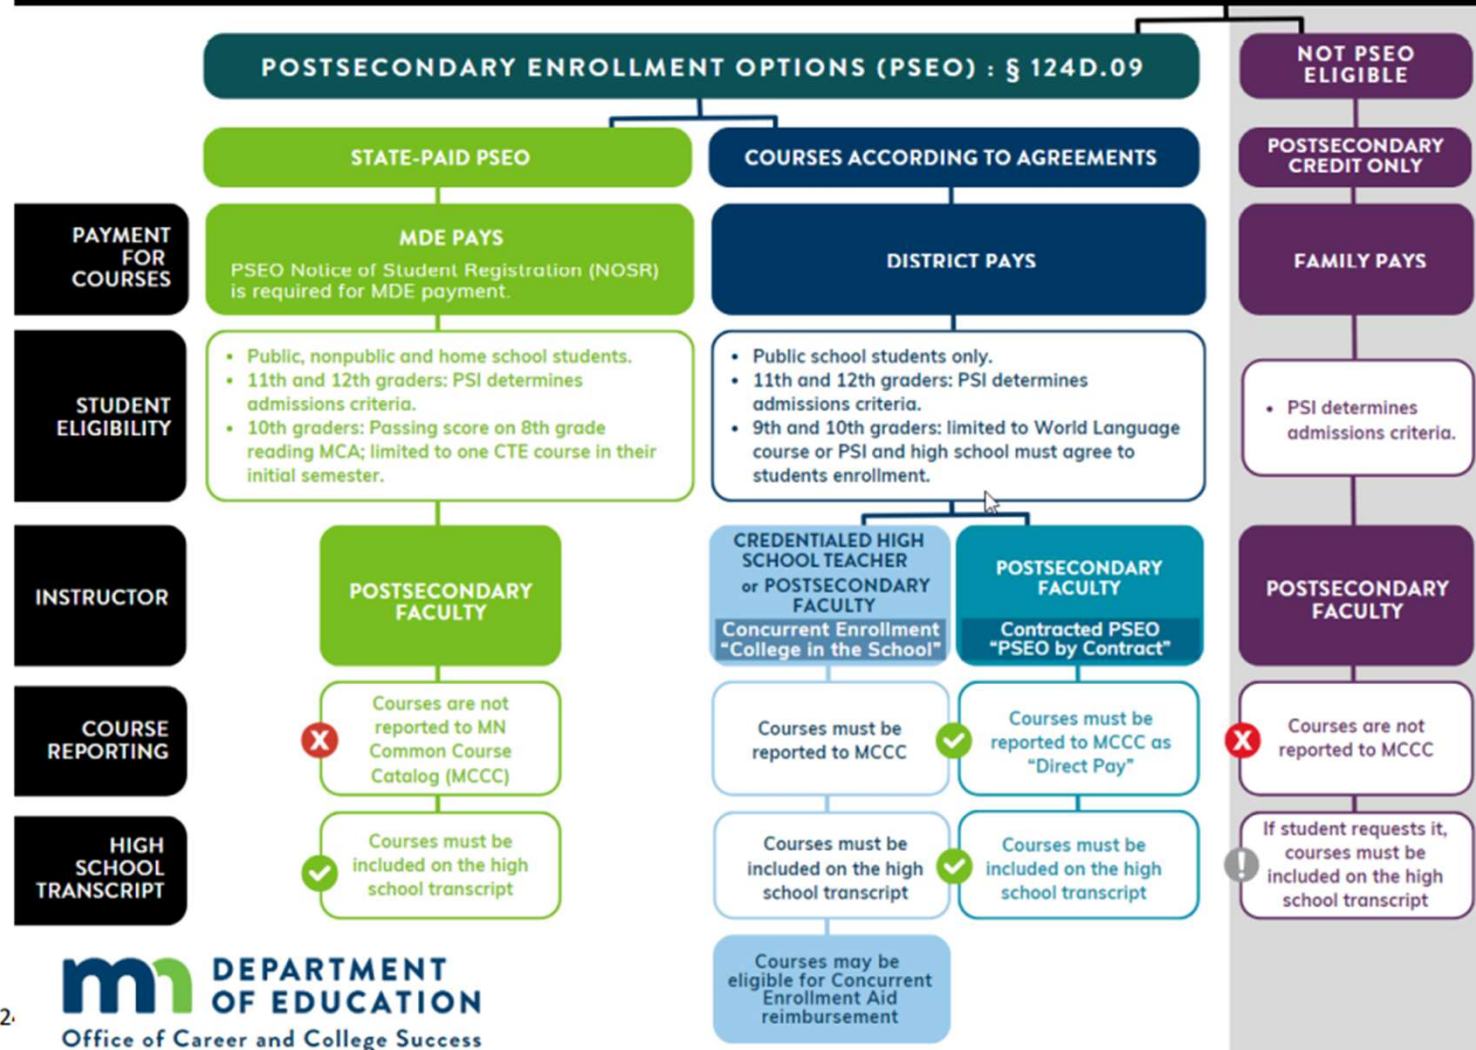 POSTSECONDARY ENROLLMENT OPTIONS (PSEO) : § 124D.09
NOT PSEO
ELIGIBLE
STATE-PAID PSEO
COURSES ACCORDING TO AGREEMENTS
POSTSECONDARY
CREDIT ONLY
PAYMENT
FOR
COURSES
MDE PAYS
PSEO Notice of Student Registration (NOSR)
is required for MDE payment.
DISTRICT PAYS
FAMILY PAYS
STUDENT
ELIGIBILITY
• Public, nonpublic and home school students.
• 11th and 12th graders: PSI determines
admissions criteria.
• 10th graders: Passing score on 8th grade
reading MCA; limited to one CTE course in their
initial semester.
• Public school students only.
• 11th and 12th graders: PSI determines
admissions criteria.
• 9th and 10th graders: limited to World Language
course or PSI and high school must agree to
students enrollment.
• PSI determines
admissions criteria.
INSTRUCTOR
POSTSECONDARY
FACULTY
CREDENTIALED HIGH
SCHOOL TEACHER
or POSTSECONDARY
FACULTY
Concurrent Enrollment
"College in the School"
POSTSECONDARY
FACULTY
Contracted PSEO
"PSEO by Contract"
POSTSECONDARY
FACULTY
COURSE
REPORTING
Courses are not
reported to MN
Common Course
Catalog (MCCC)
Courses must be
reported to MCCC
Courses must be
reported to MCCC as
"Direct Pay"
Courses are not
reported to MCCC
HIGH
SCHOOL
TRANSCRIPT
Courses must be
included on the high
school transcript
Courses must be
included on the high
school transcript
Courses must be
included on the high
school transcript
If student requests it,
courses must be
included on the high
school transcript
Courses may be
eligible for Concurrent
Enrollment Aid
reimbursement
mn
DEPARTMENT
OF EDUCATION
Office of Career and College Success